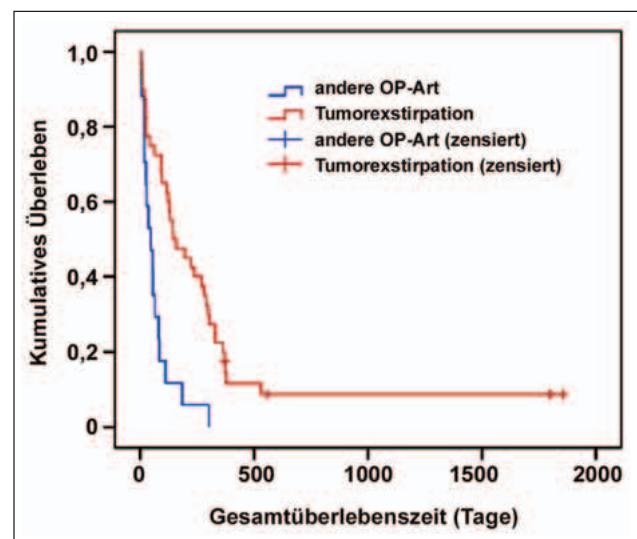 1,0
0,8
0,6
0,4
0,2
0
Kumulatives Überleben
andere OP-Art
Tumorexstirpation
andere OP-Art (zensiert)
Tumorexstirpation (zensiert)
0 500 1000 1500 2000
Gesamtüberlebenszeit (Tage)